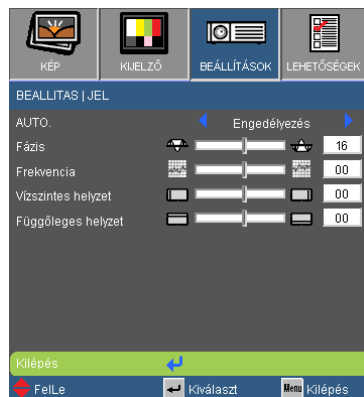 KÉP KIJELZŐ BEÁLLÍTÁSOK LEHETŐSÉGEK
BEALLITAS | JEL
AUTO. Engedélyezés
Fázis 16
Frekvencia 00
Vízszintes helyzet 00
Függőleges helyzet 00
Kilépés
FelLe Kiválaszt Menu Kilépés